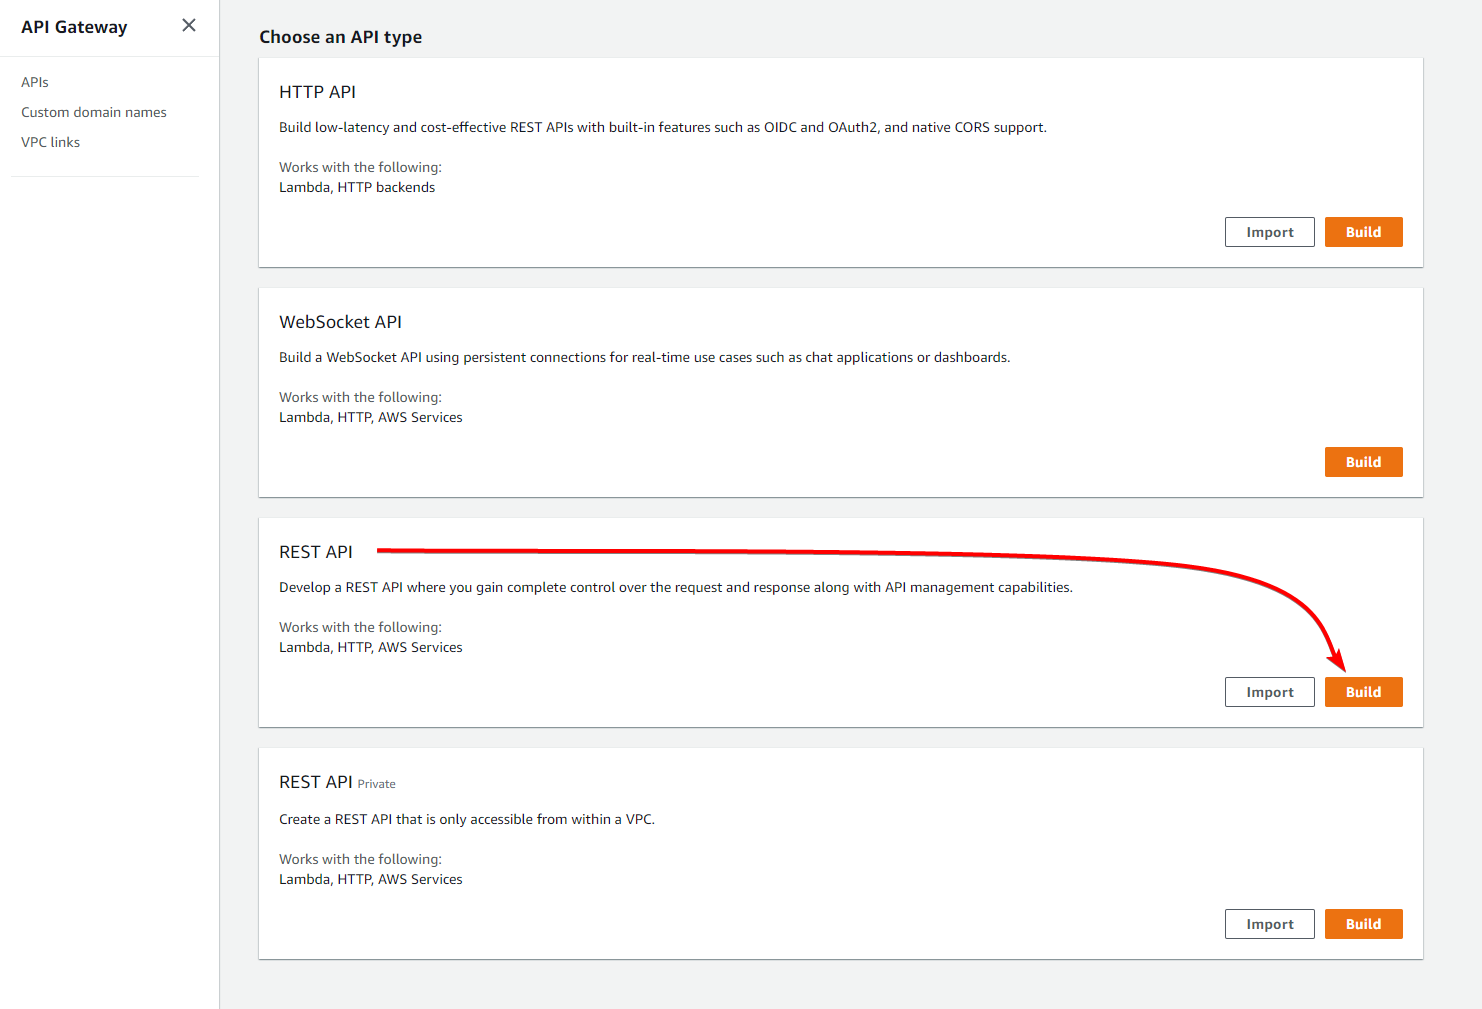 API Gateway
APIs
Custom domain names
VPC links
Choose an API type
HTTP API
Build low-latency and cost-effective REST APIs with built-in features such as OIDC and OAuth2, and native CORS support.
Works with the following:
Lambda, HTTP backends
Import Build
WebSocket API
Build a WebSocket API using persistent connections for real-time use cases such as chat applications or dashboards.
Works with the following:
Lambda, HTTP, AWS Services
Build
REST API
Develop a REST API where you gain complete control over the request and response along with API management capabilities.
Works with the following:
Lambda, HTTP, AWS Services
Import Build
REST API Private
Create a REST API that is only accessible from within a VPC.
Works with the following:
Lambda, HTTP, AWS Services
Import Build